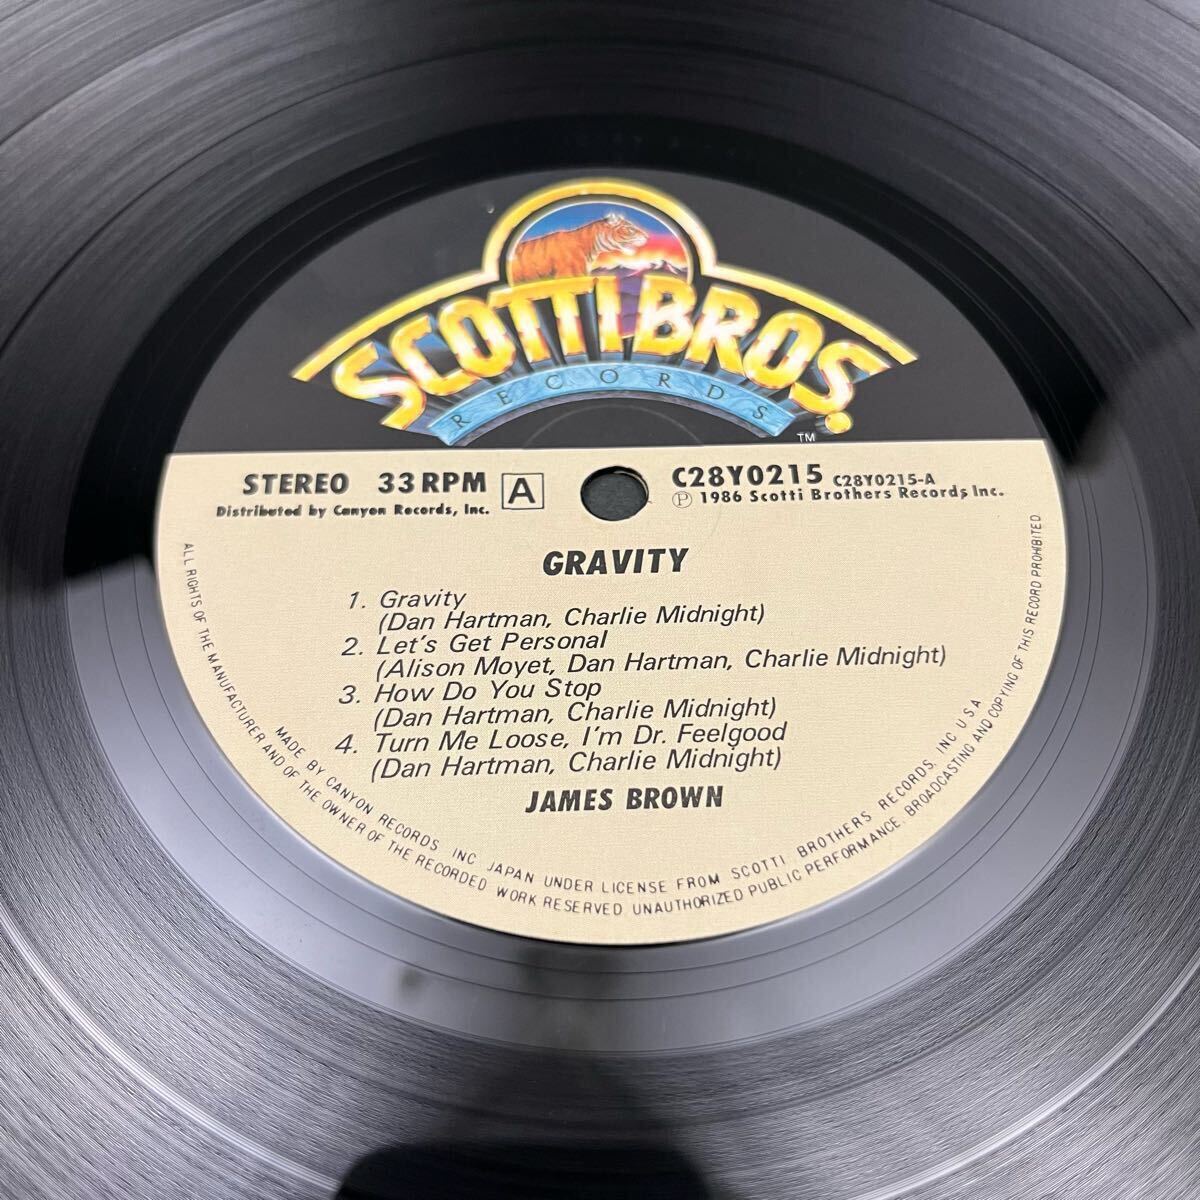 SCOTTI BROS.
RECORDS
TM
STEREO 33 RPM A
Distributed by Canyon Records, Inc.
C28Y0215 C28Y0215-A
Ⓟ 1986 Scotti Brothers Records, Inc.
GRAVITY
1. Gravity
(Dan Hartman, Charlie Midnight)
2. Let's Get Personal
(Alison Moyet, Dan Hartman, Charlie Midnight)
3. How Do You Stop
(Dan Hartman, Charlie Midnight)
4. Turn Me Loose, I'm Dr. Feelgood
(Dan Hartman, Charlie Midnight)
JAMES BROWN
MADE BY CANYON RECORDS INC JAPAN UNDER LICENSE FROM SCOTTI BROTHERS RECORDS, INC USA
ALL RIGHTS OF THE MANUFACTURER AND OF THE OWNER OF THE RECORDED WORK RESERVED UNAUTHORIZED PUBLIC PERFORMANCE BROADCASTING AND COPYING OF THIS RECORD PROHIBITED